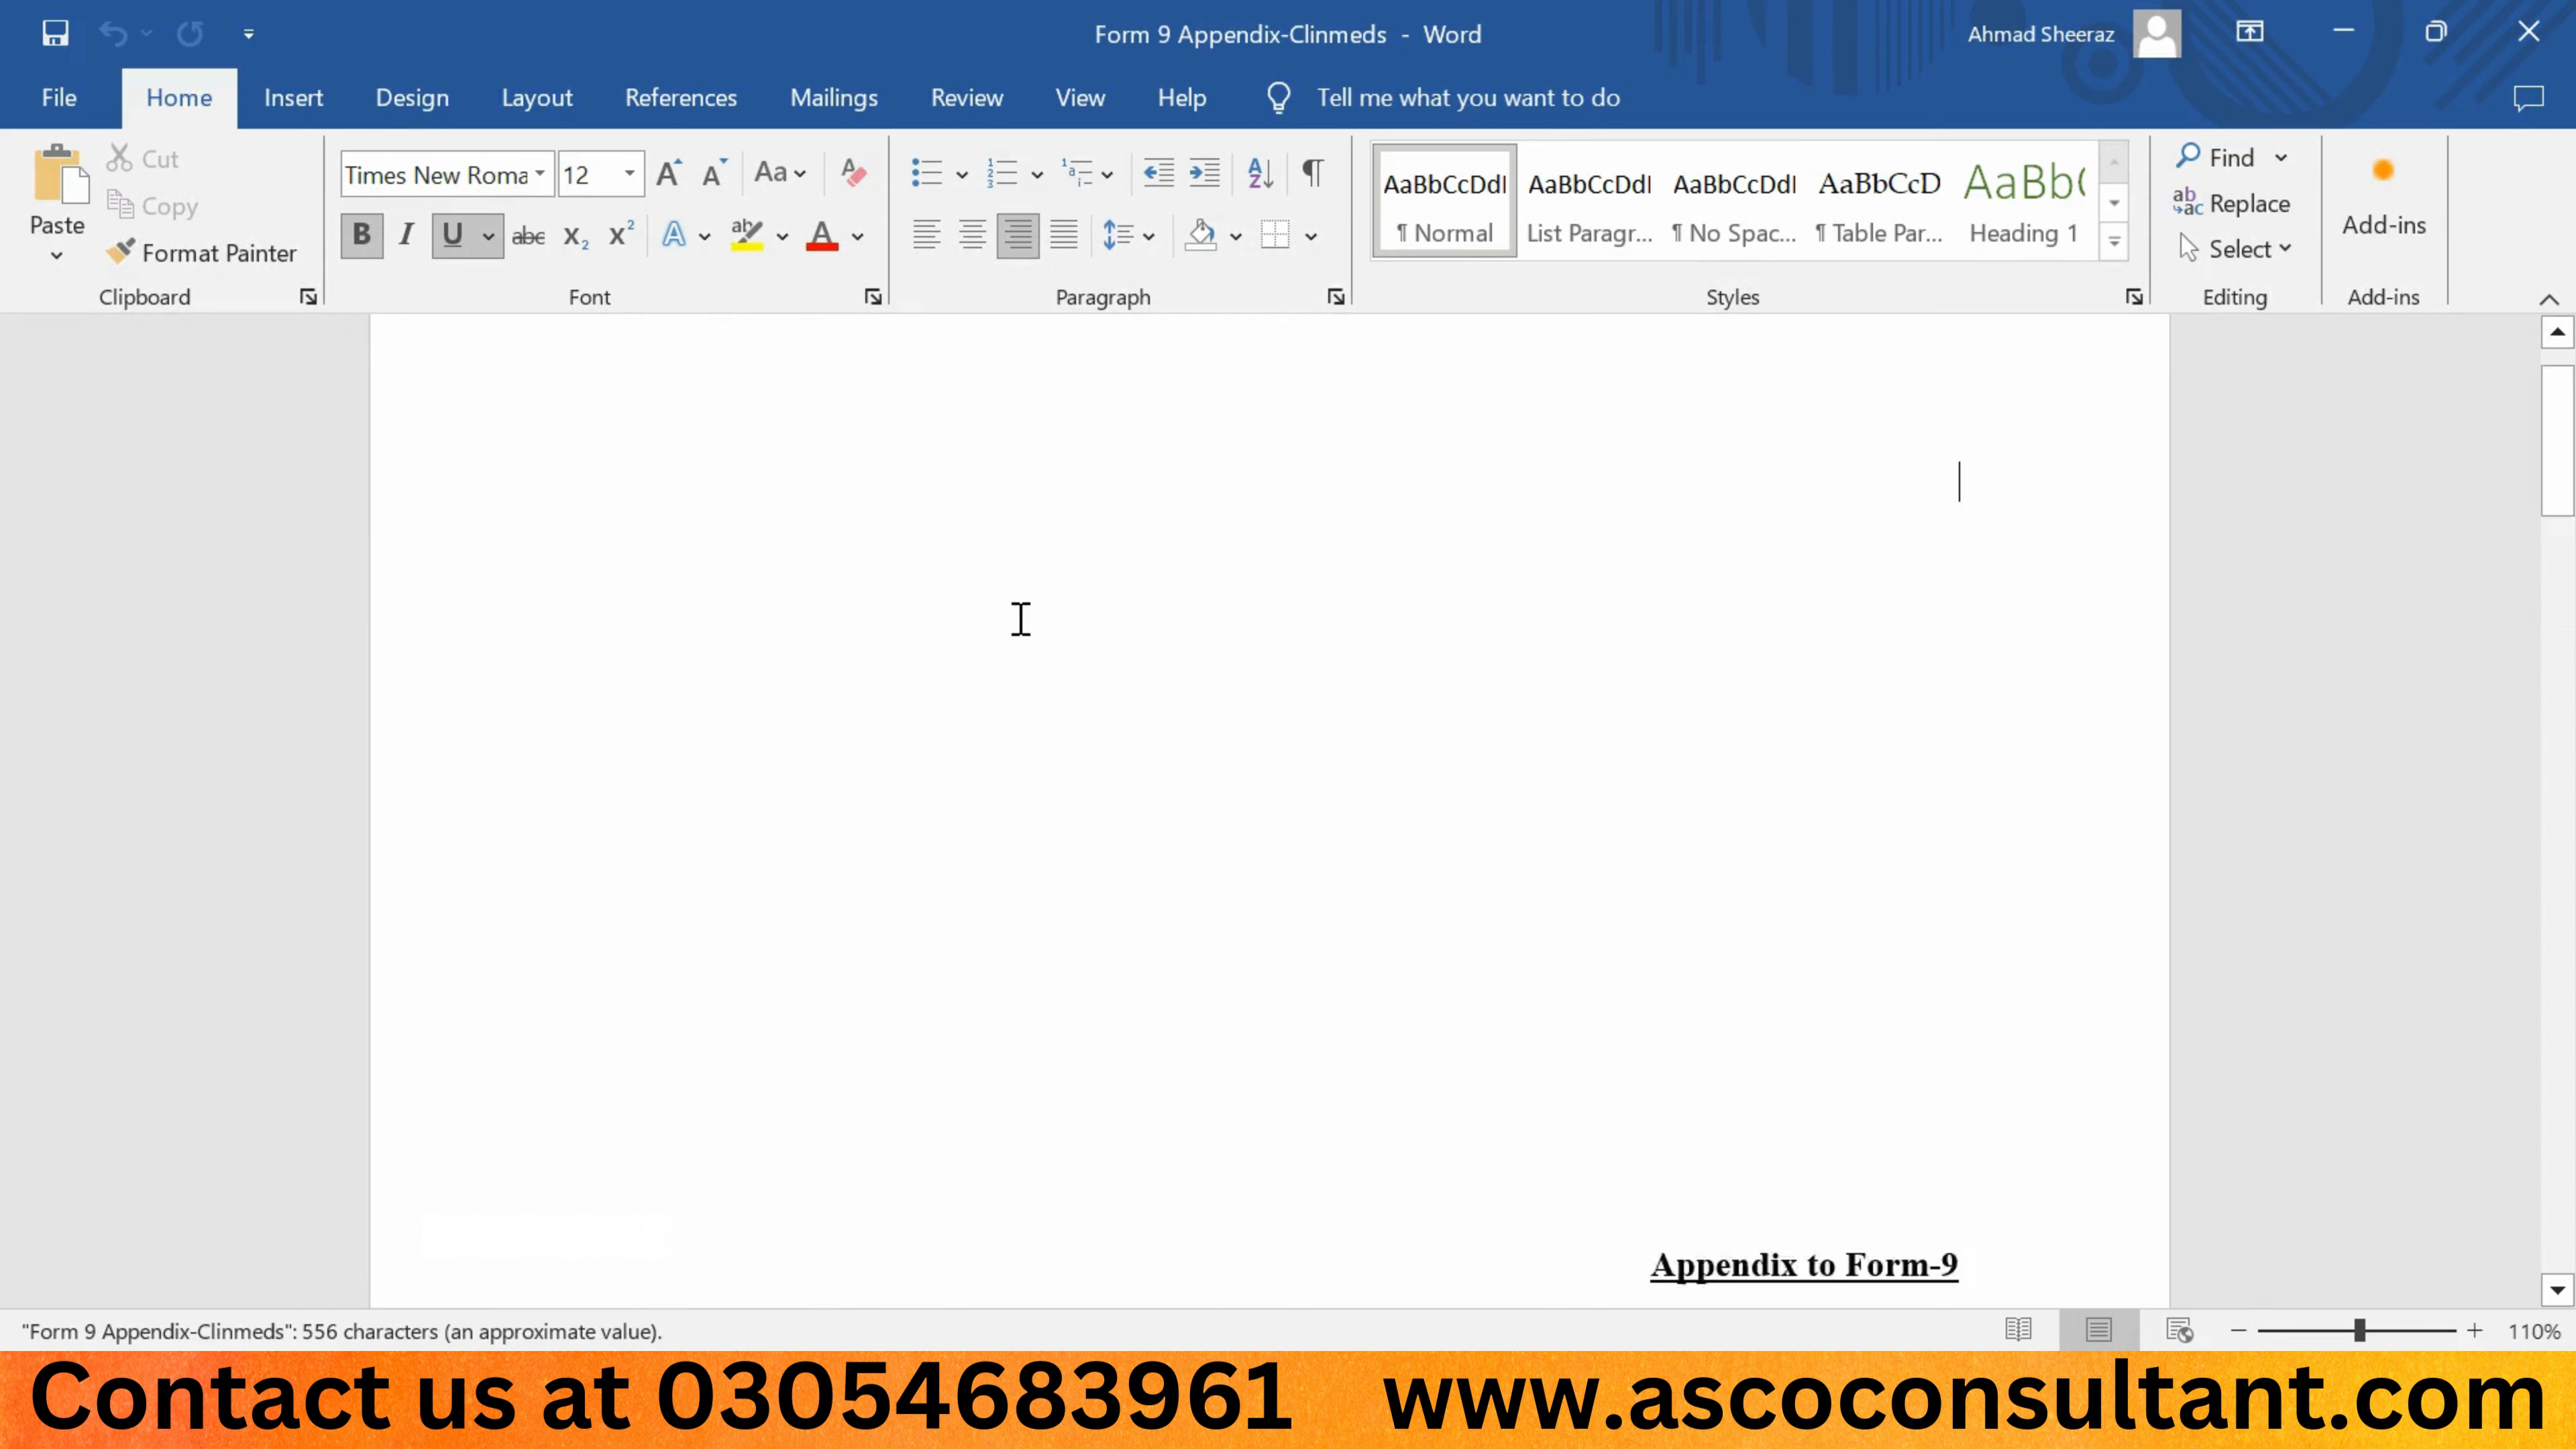 Form 9 Appendix-Clinmeds - Word
Ahmad Sheeraz
File Home Insert Design Layout References Mailings Review View Help Tell me what you want to do
Paste
Cut
Copy
Format Painter
Clipboard
Times New Roma 12
Font
Paragraph
AaBbCcDdI AaBbCcDdI AaBbCcDdI AaBbCcD AaBb(
¶ Normal List Paragr... ¶ No Spac... ¶ Table Par... Heading 1
Styles
Find
Replace
Select
Editing
Add-ins
Add-ins
Appendix to Form-9
"Form 9 Appendix-Clinmeds": 556 characters (an approximate value).
110%
Contact us at 03054683961 www.ascoconsultant.com